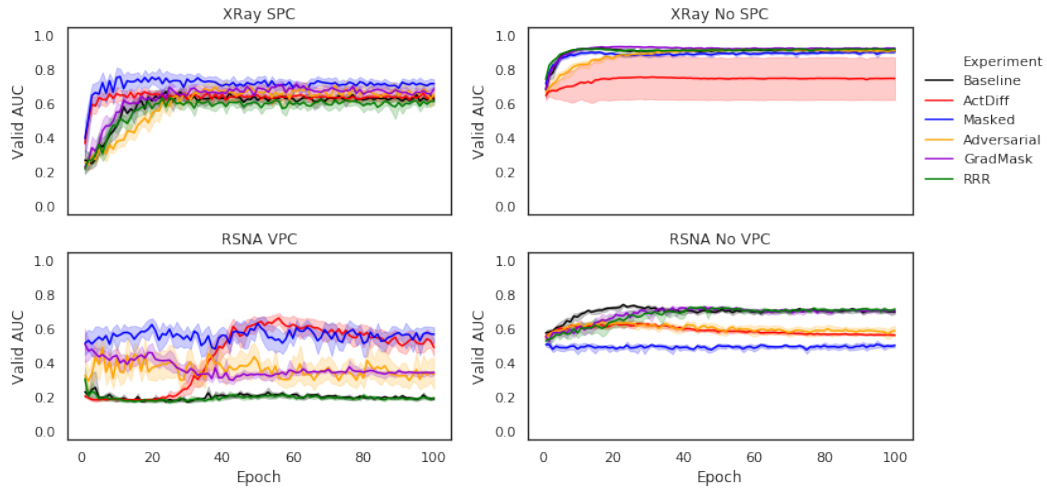 XRay SPC
XRay No SPC
1.0
0.8
0.6
0.4
0.2
0.0
Valid AUC
1.0
0.8
0.6
0.4
0.2
0.0
Valid AUC
Experiment
Baseline
ActDiff
Masked
Adversarial
GradMask
RRR
RSNA VPC
RSNA No VPC
1.0
0.8
0.6
0.4
0.2
0.0
Valid AUC
0 20 40 60 80 100
Epoch
1.0
0.8
0.6
0.4
0.2
0.0
Valid AUC
0 20 40 60 80 100
Epoch